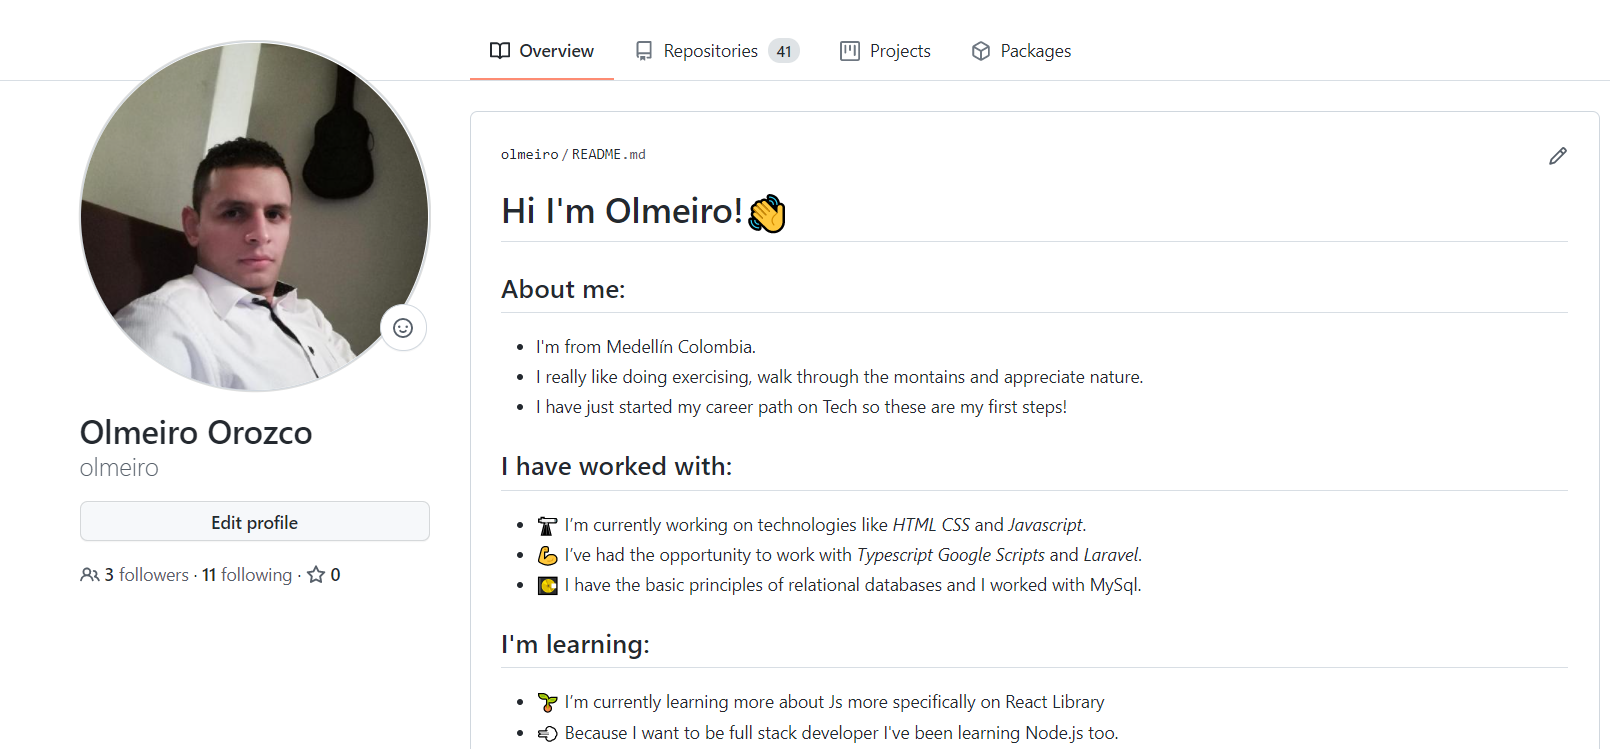 Overview Repositories 41 Projects Packages
olmeiro / README.md
Hi I'm Olmeiro!👋
About me:
I'm from Medellín Colombia.
I really like doing exercising, walk through the montains and appreciate nature.
I have just started my career path on Tech so these are my first steps!
Olmeiro Orozco
olmeiro
Edit profile
3 followers · 11 following · 0
I have worked with:
I’m currently working on technologies like HTML CSS and Javascript.
💪 I’ve had the opportunity to work with Typescript Google Scripts and Laravel.
💽 I have the basic principles of relational databases and I worked with MySql.
I'm learning:
🌱 I’m currently learning more about Js more specifically on React Library
💨 Because I want to be full stack developer I've been learning Node.js too.